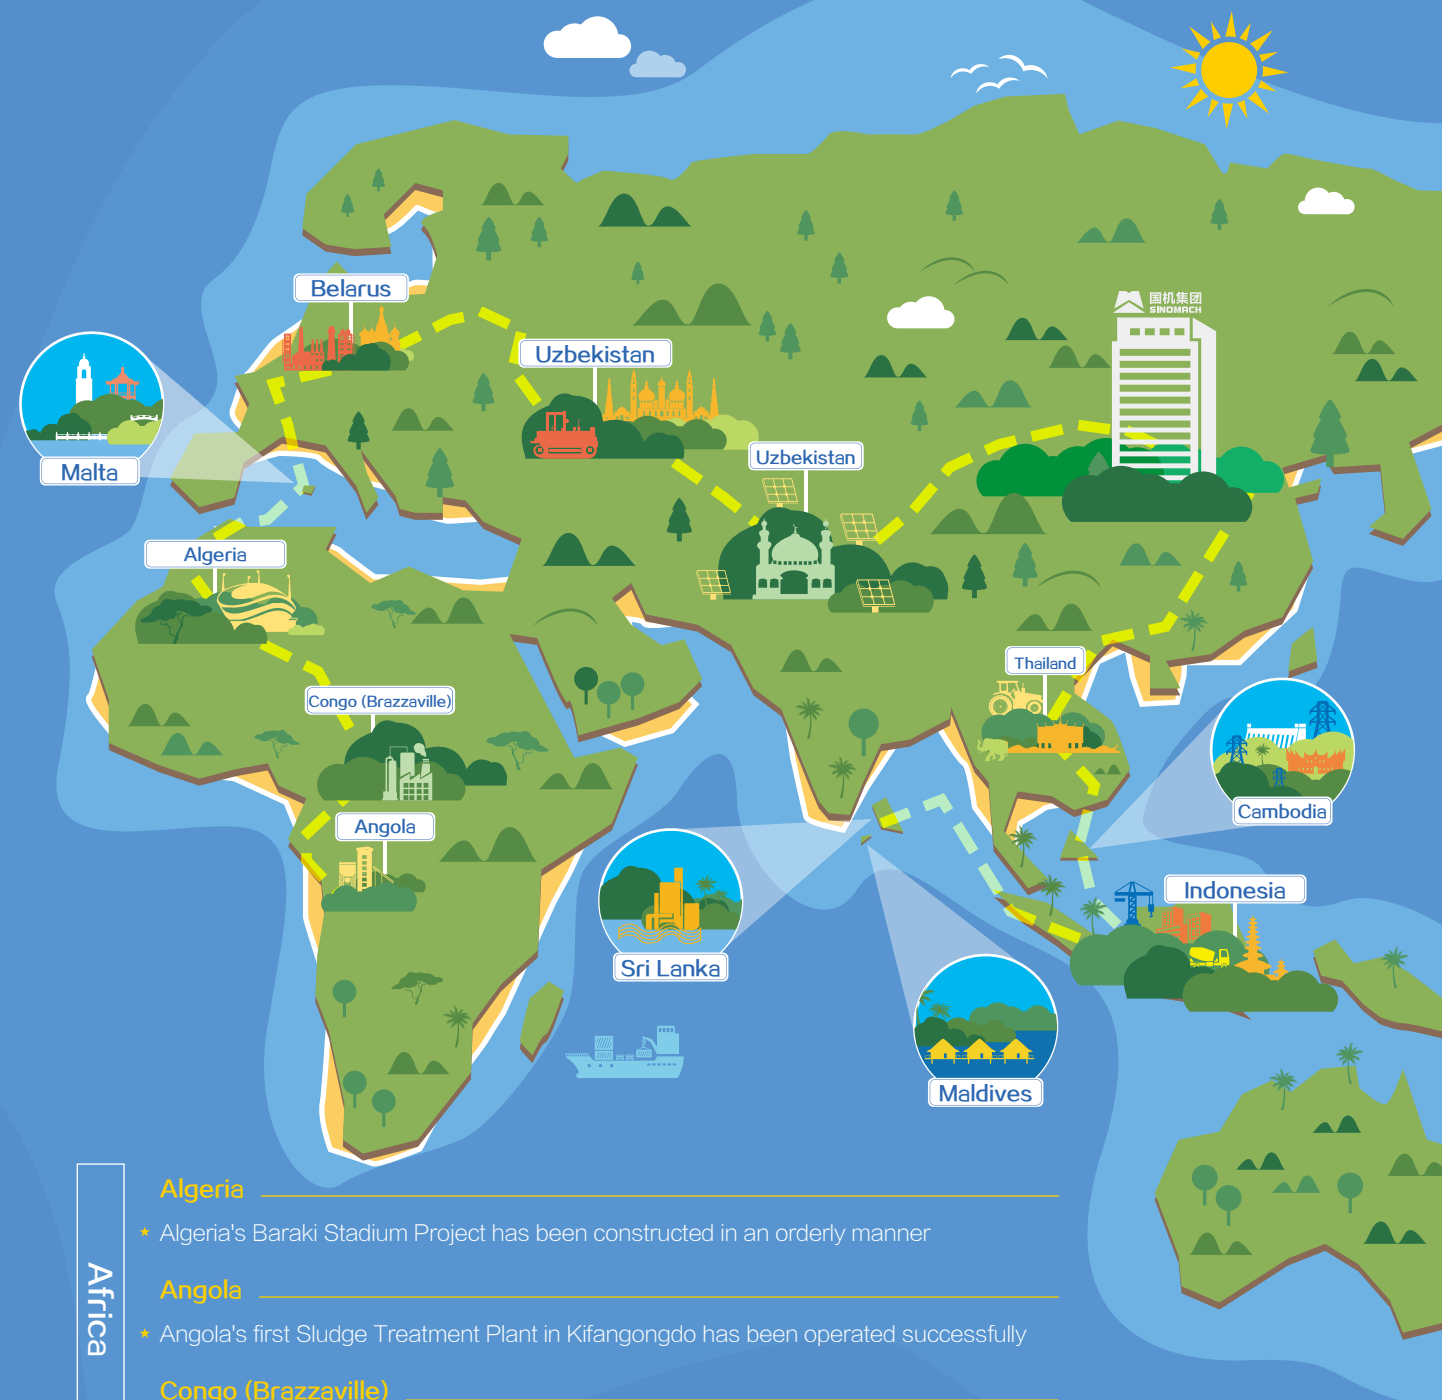 国机集团
SINOMACH
Belarus
Uzbekistan
Malta
Uzbekistan
Algeria
Thailand
Congo (Brazzaville)
Angola
Cambodia
Indonesia
Sri Lanka
Maldives
Africa
Algeria
★ Algeria's Baraki Stadium Project has been constructed in an orderly manner
Angola
★ Angola's first Sludge Treatment Plant in Kifangongdo has been operated successfully
Congo (Brazzaville)